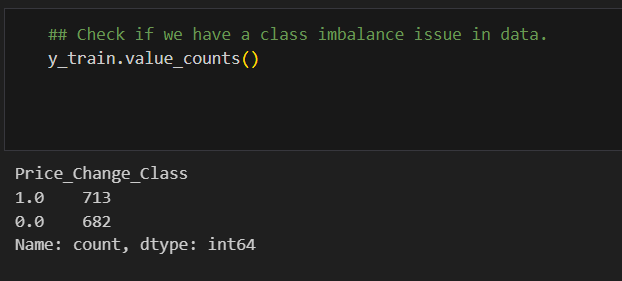 ## Check if we have a class imbalance issue in data.
y_train.value_counts()
Price_Change_Class
1.0    713
0.0    682
Name: count, dtype: int64